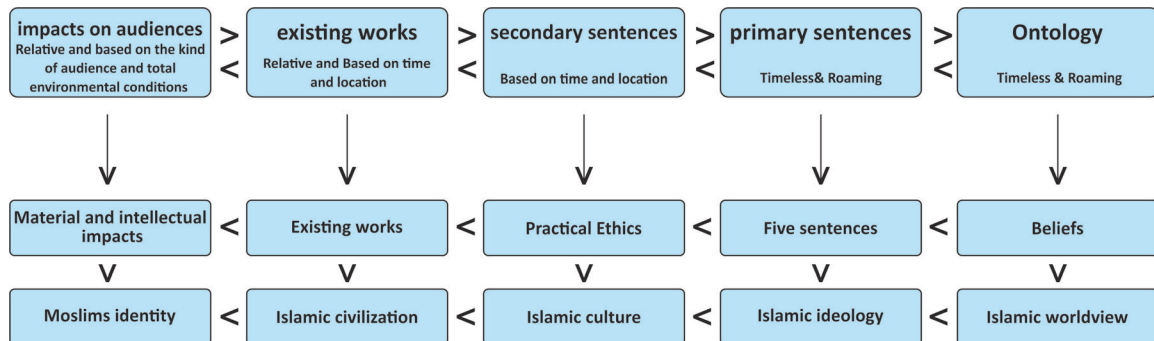 impacts on audiences
Relative and based on the kind
of audience and total
environmental conditions
>
<
existing works
Relative and Based on time
and location
>
<
secondary sentences
Based on time and location
>
<
primary sentences
Timeless& Roaming
>
<
Ontology
Timeless & Roaming
Material and intellectual
impacts
<
Existing works
<
Practical Ethics
<
Five sentences
<
Beliefs
Moslims identity
<
Islamic civilization
<
Islamic culture
<
Islamic ideology
<
Islamic worldview